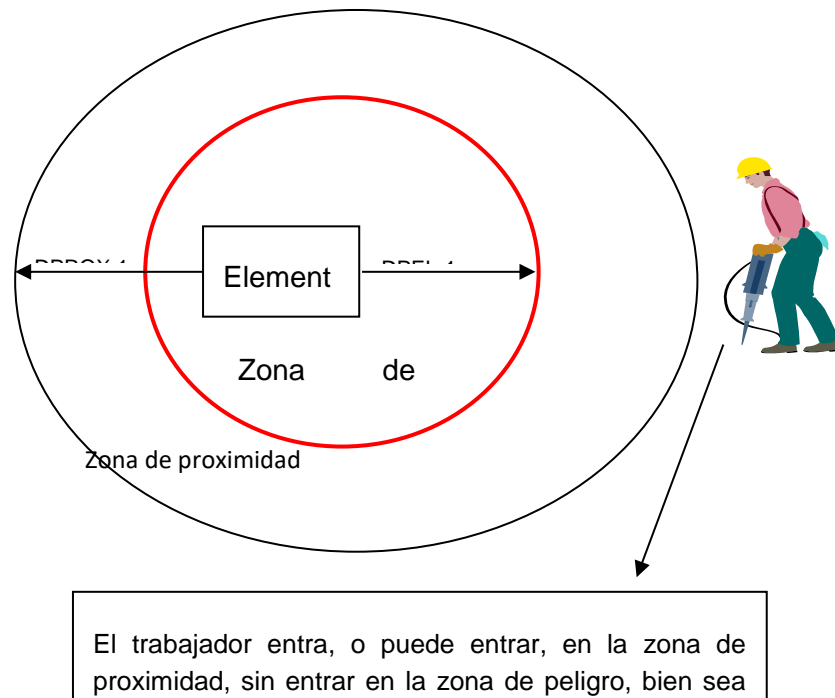 Element
Zona de
Zona de proximidad
El trabajador entra, o puede entrar, en la zona de
proximidad, sin entrar en la zona de peligro, bien sea